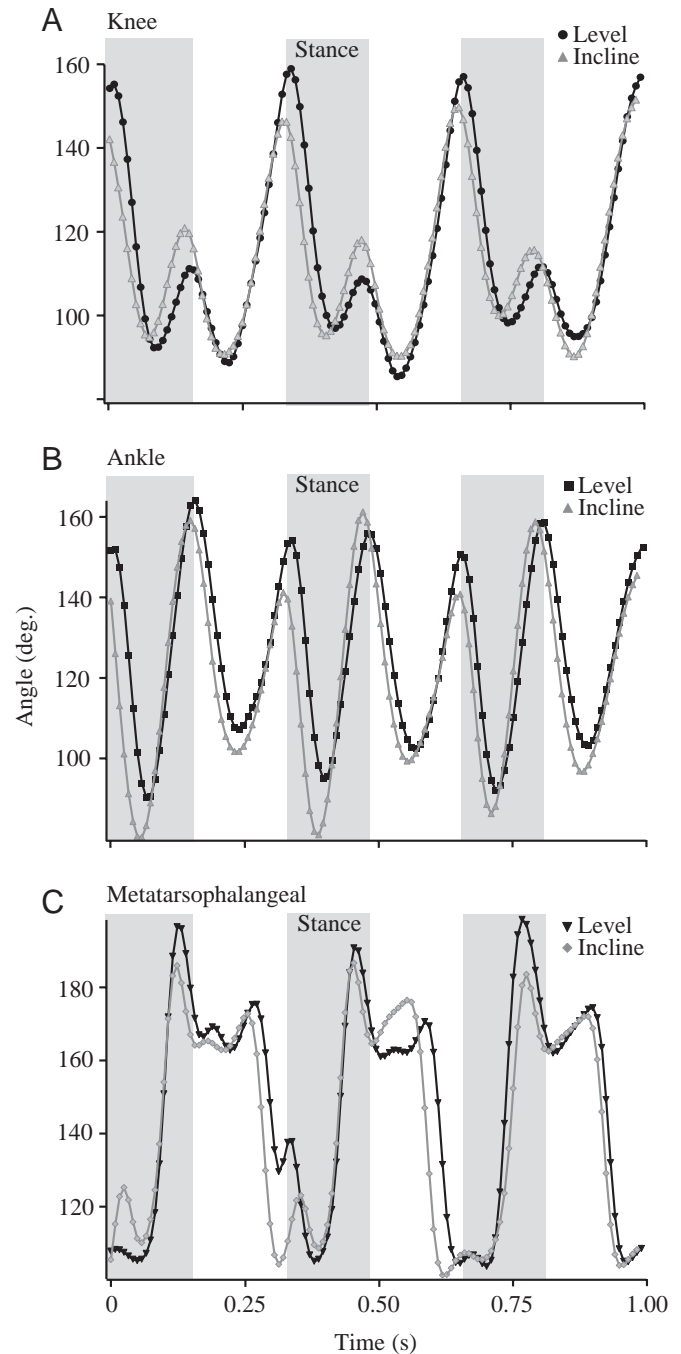 A
Knee
Stance
Level
Incline
160
140
120
100
B
Ankle
Stance
Level
Incline
160
140
120
100
Angle (deg.)
C
Metatarsophalangeal
Stance
Level
Incline
180
160
140
120
0 0.25 0.50 0.75 1.00
Time (s)